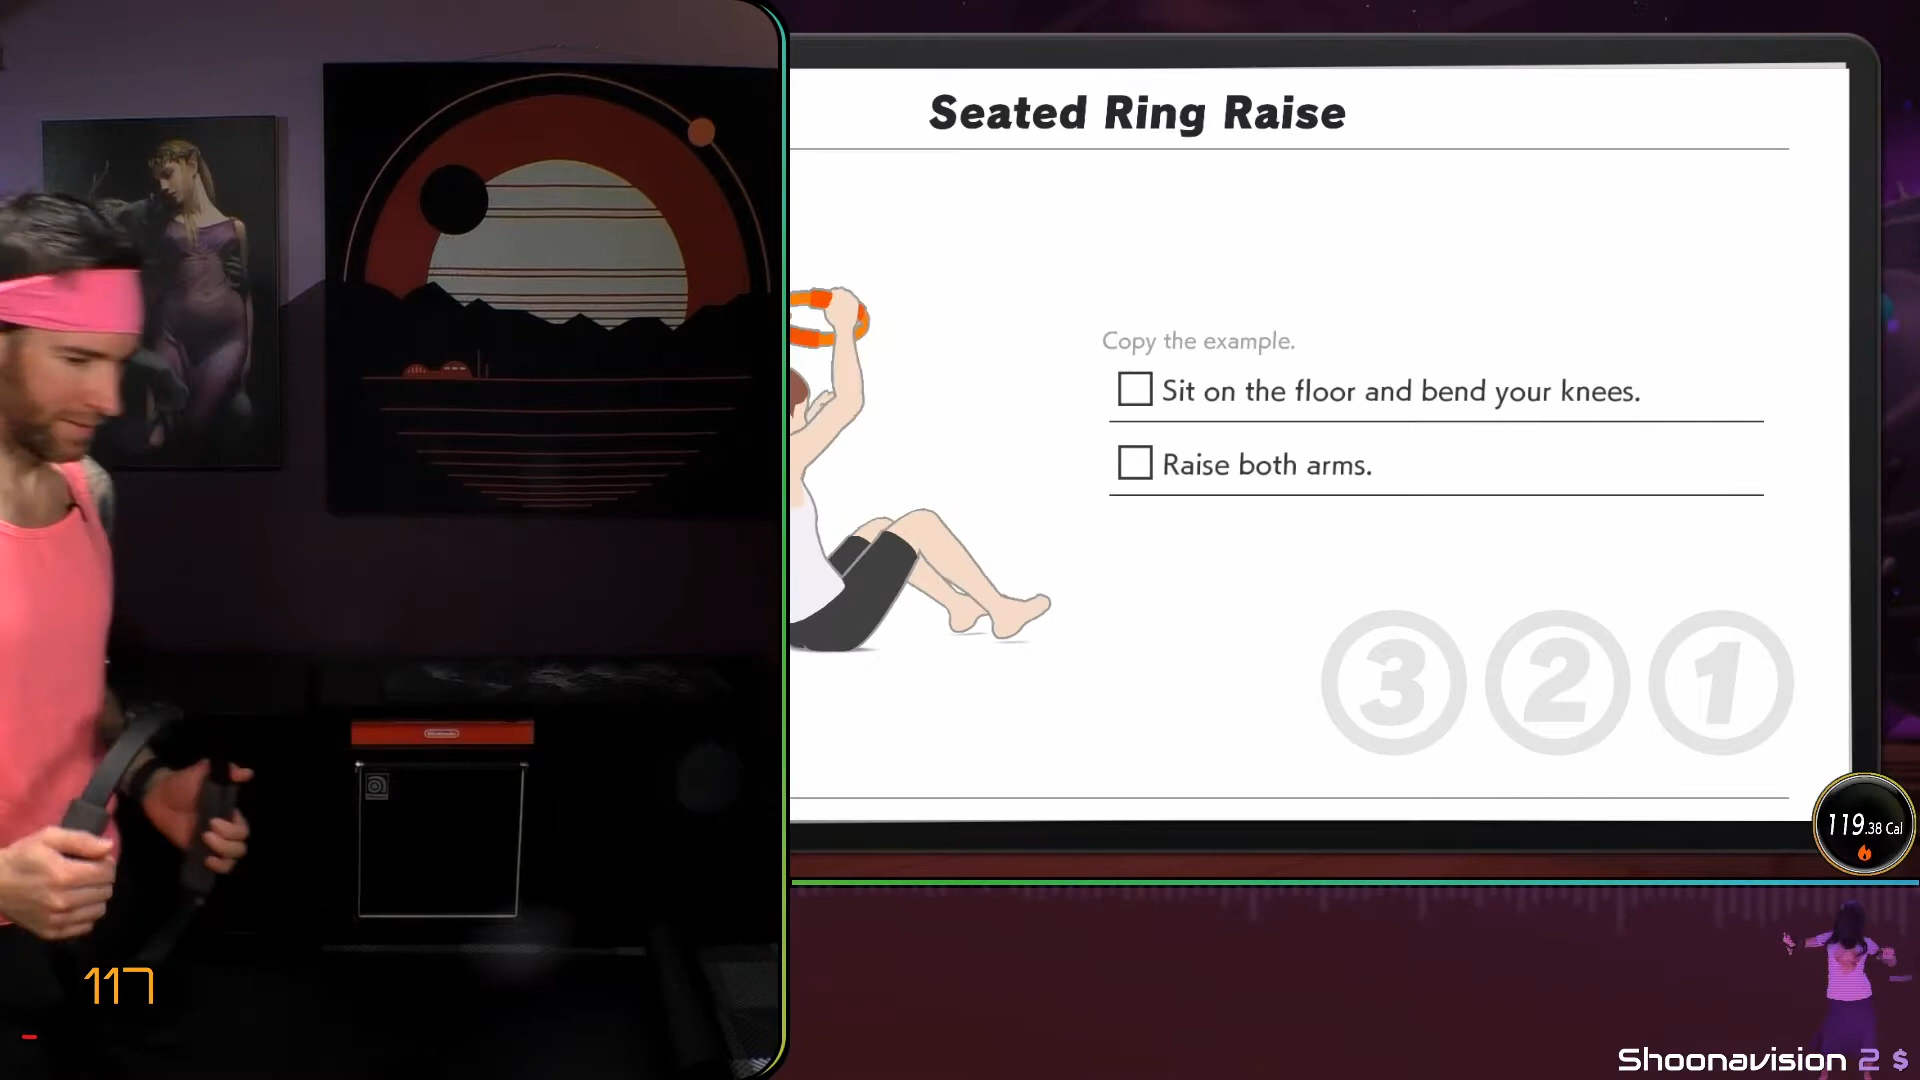 Seated Ring Raise
Copy the example.
Sit on the floor and bend your knees.
Raise both arms.
3 2 1
Nintendo
119.38 Cal
117
Shoonavision 2 $